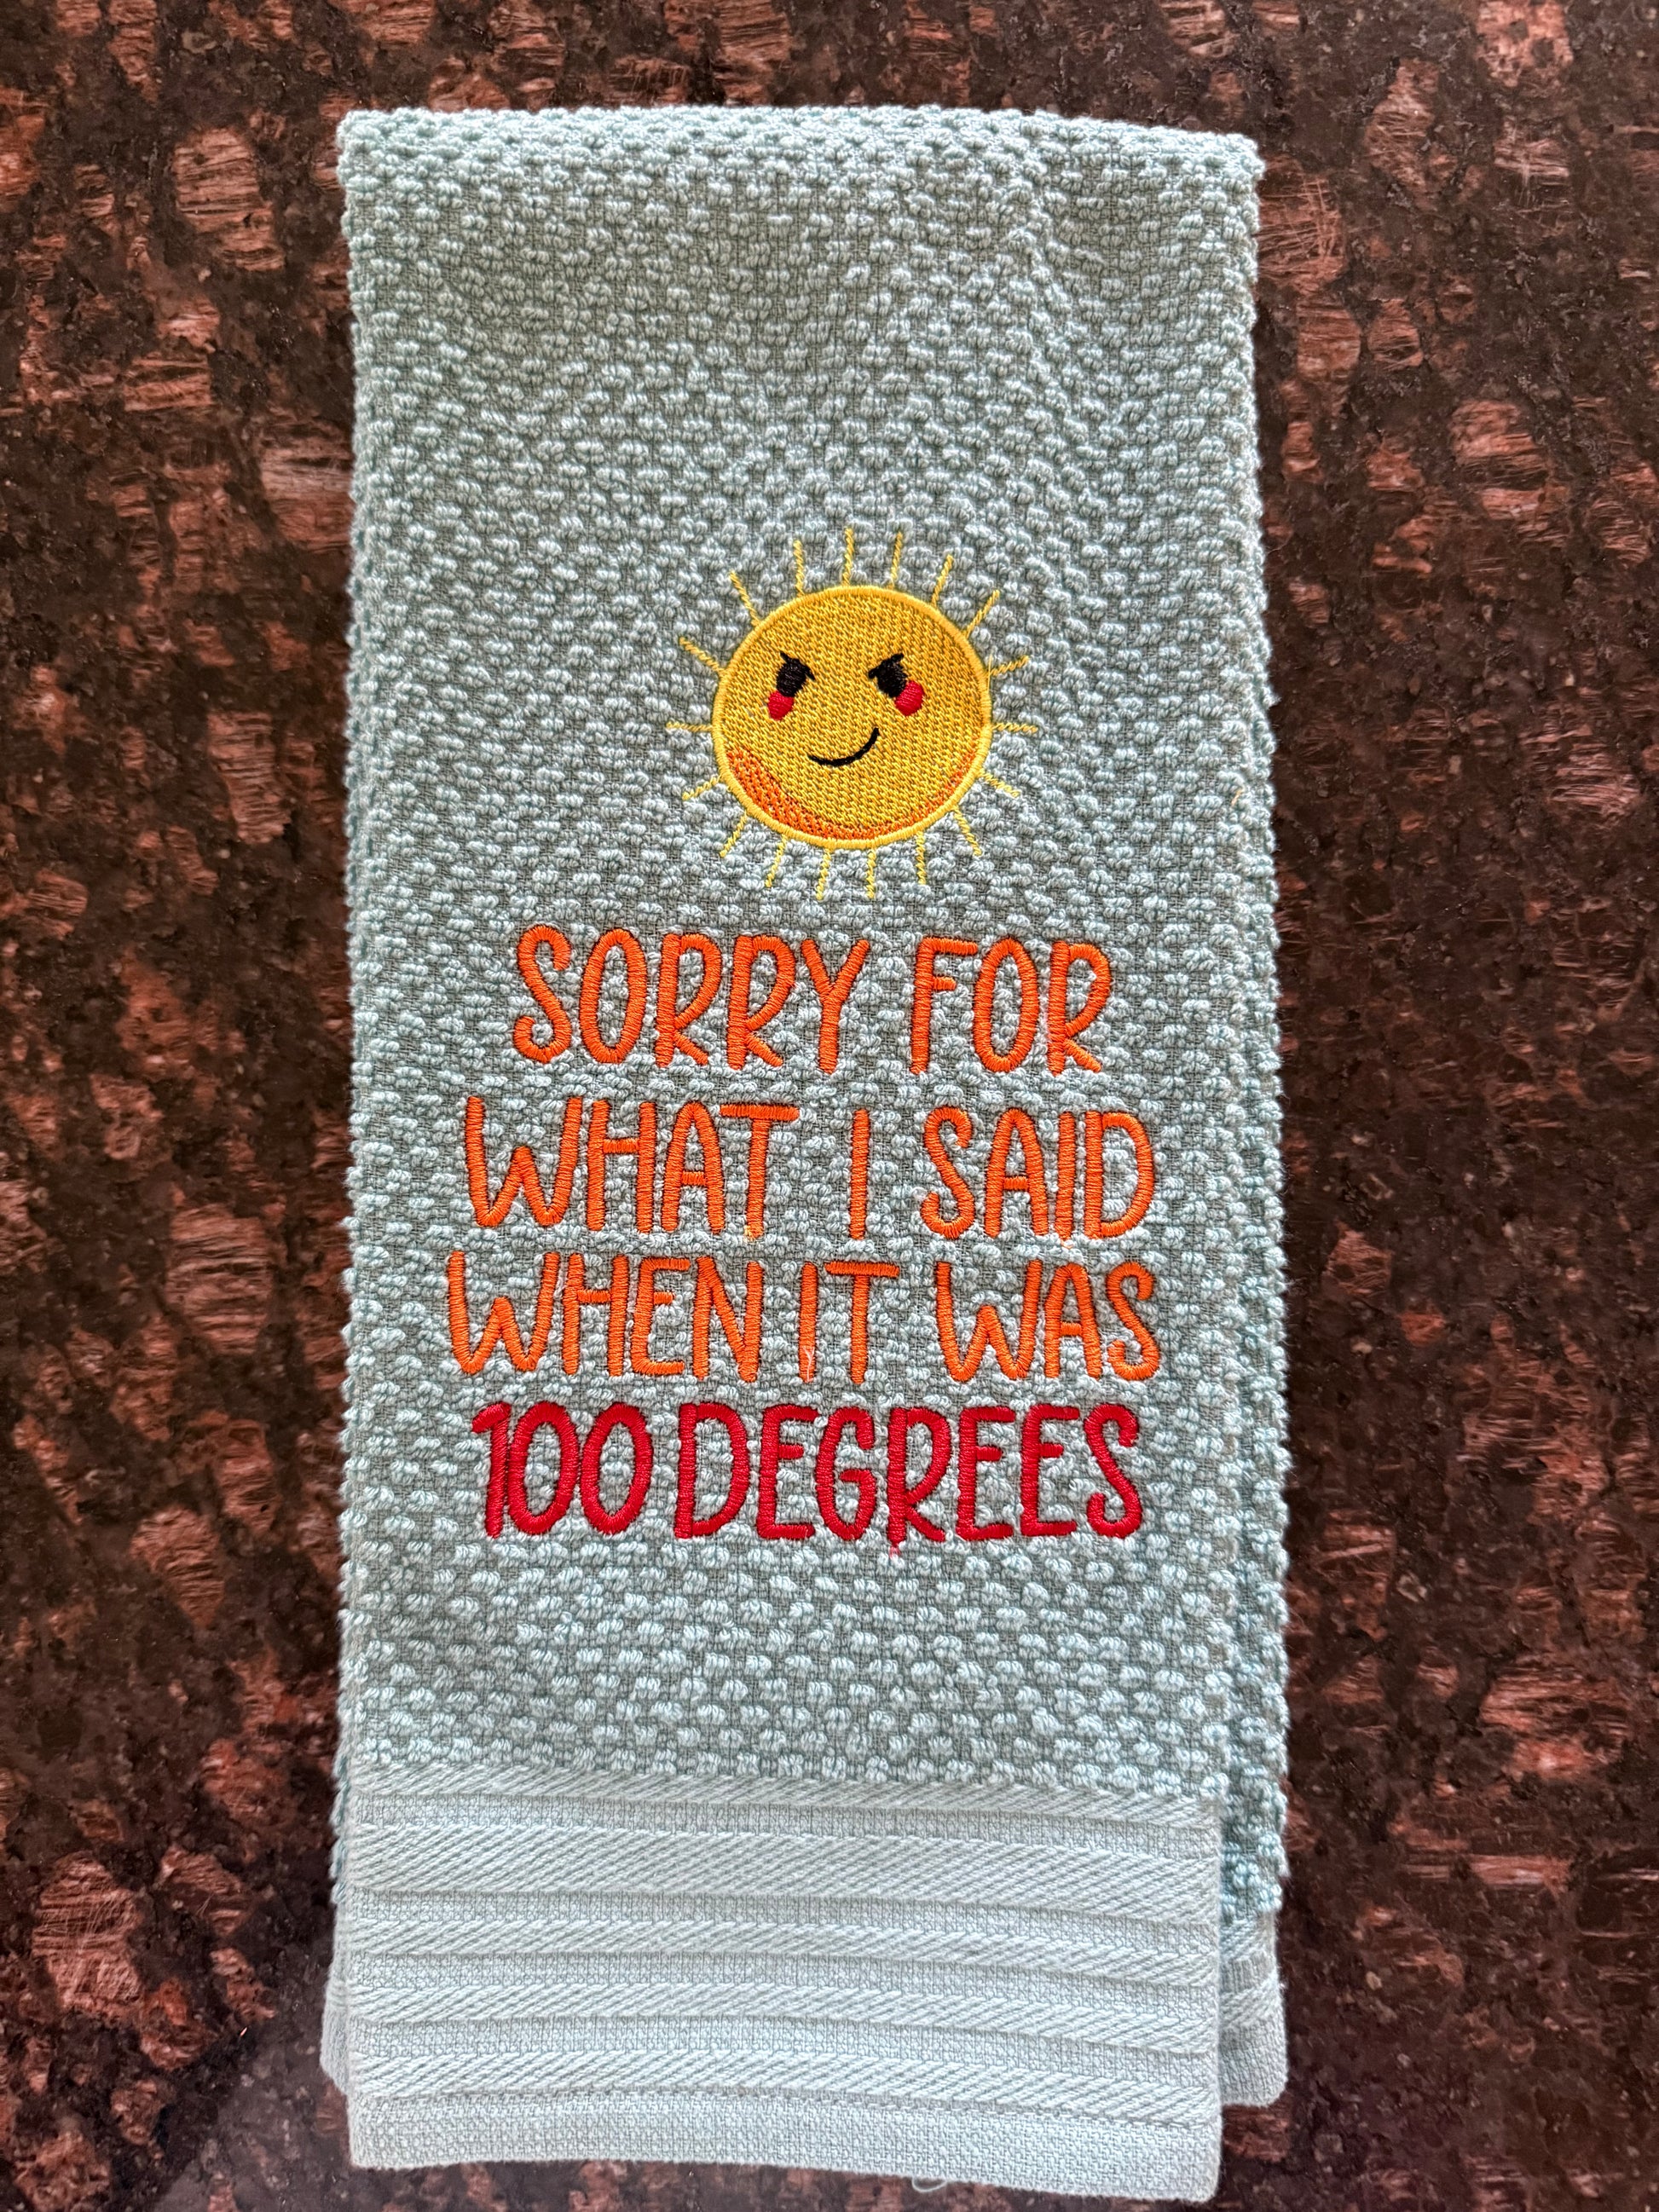 SORRY FOR
WHAT I SAID
WHEN IT WAS
100 DEGREES